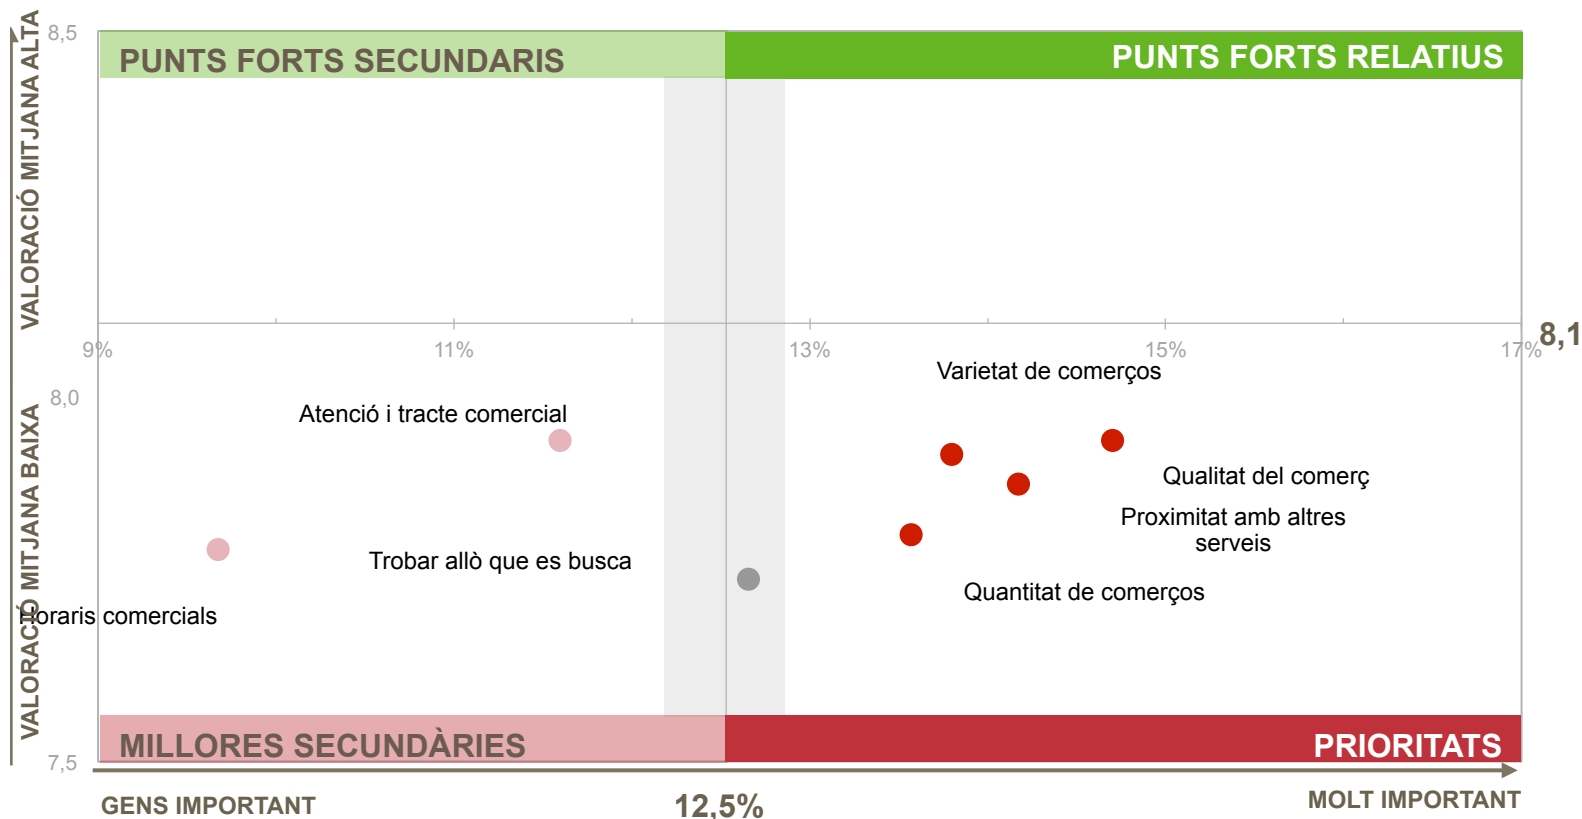 VALORACIÓ MITJANA ALTA
8,5
PUNTS FORTS SECUNDARIS
PUNTS FORTS RELATIUS
8,1
9%
11%
13%
15%
17%
Varietat de comerços
8,0
Atenció i tracte comercial
Qualitat del comerç
Proximitat amb altres
serveis
Trobar allò que es busca
Quantitat de comerços
Horaris comercials
VALORACIÓ MITJANA BAIXA
MILLORES SECUNDÀRIES
PRIORITATS
7,5
GENS IMPORTANT
12,5%
MOLT IMPORTANT